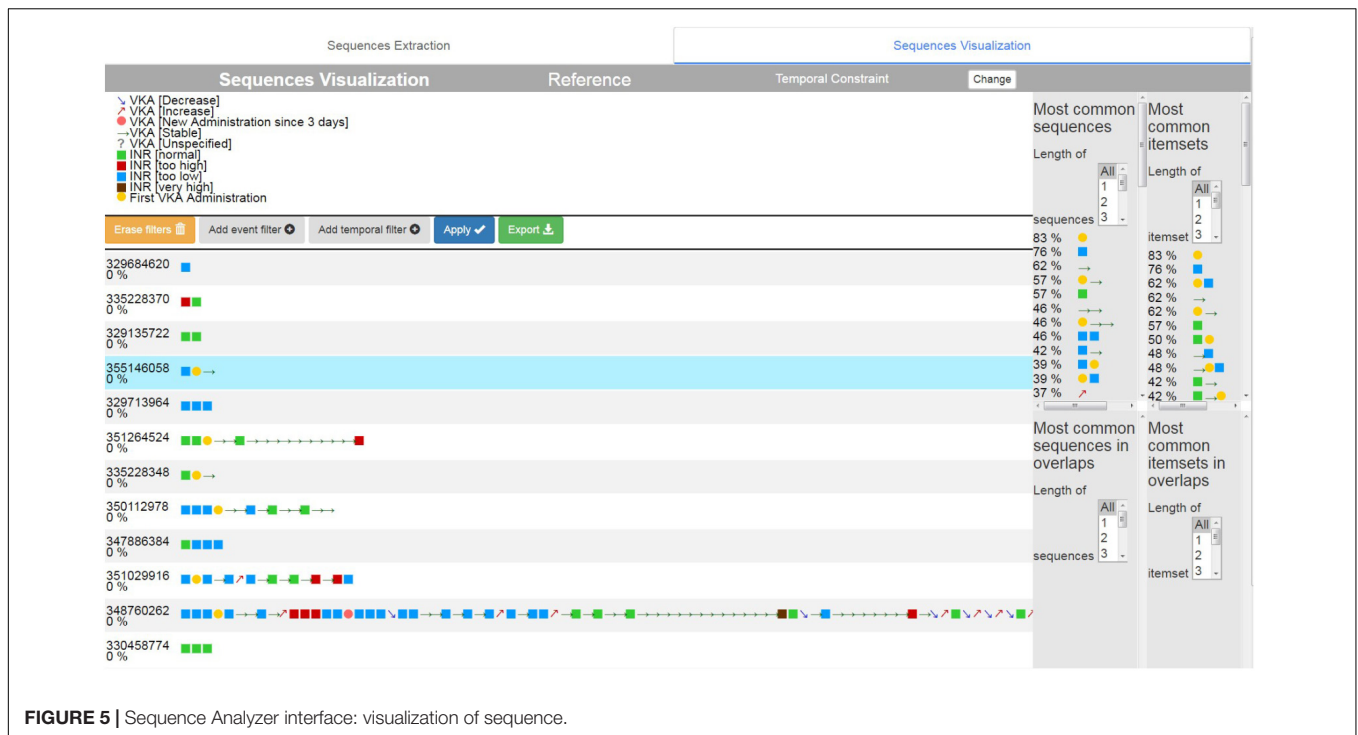 Sequences Extraction
Sequences Visualization
Sequences Visualization
Reference
Temporal Constraint
Change
VKA [Decrease]
VKA [Increase]
VKA [New Administration since 3 days]
VKA [Stable]
? VKA [Unspecified]
INR [normal]
INR [too high]
INR [too low]
INR [very high]
First VKA Administration
Erase filters
Add event filter
Add temporal filter
Apply
Export
329684620
0 %
335228370
0 %
329135722
0 %
355146058
0 %
329713964
0 %
351264524
0 %
335228348
0 %
350112978
0 %
347886384
0 %
351029916
0 %
348760262
0 %
330458774
0 %
Most common
sequences
Length of
All
1
2
3
sequences
83 %
76 %
62 %
57 %
57 %
46 %
46 %
46 %
42 %
39 %
39 %
37 %
Most
common
itemsets
Length of
All
1
2
3
itemset
83 %
76 %
62 %
62 %
62 %
57 %
50 %
48 %
48 %
42 %
42 %
Most common
sequences in
overlaps
Length of
All
1
2
3
sequences
Most
common
itemsets in
overlaps
Length of
All
1
2
3
itemset
FIGURE 5 | Sequence Analyzer interface: visualization of sequence.